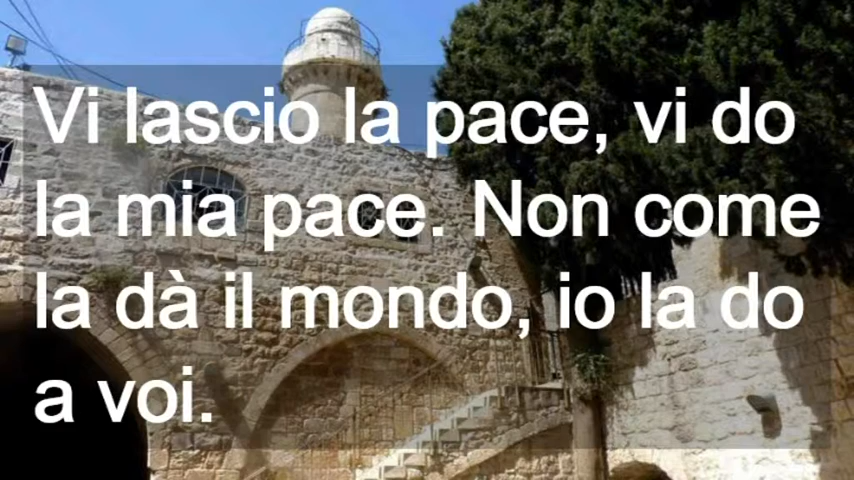 Vi lascio la pace, vi do
la mia pace. Non come
la dà il mondo, io la do
a voi.